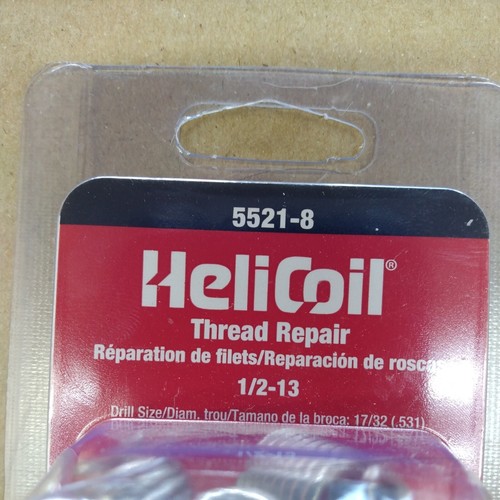 5521-8
HeliCoil®
Thread Repair
Réparation de filets/Reparación de roscas
1/2-13
Drill Size/Diam. trou/Tamano de la broca: 17/32 (.531)